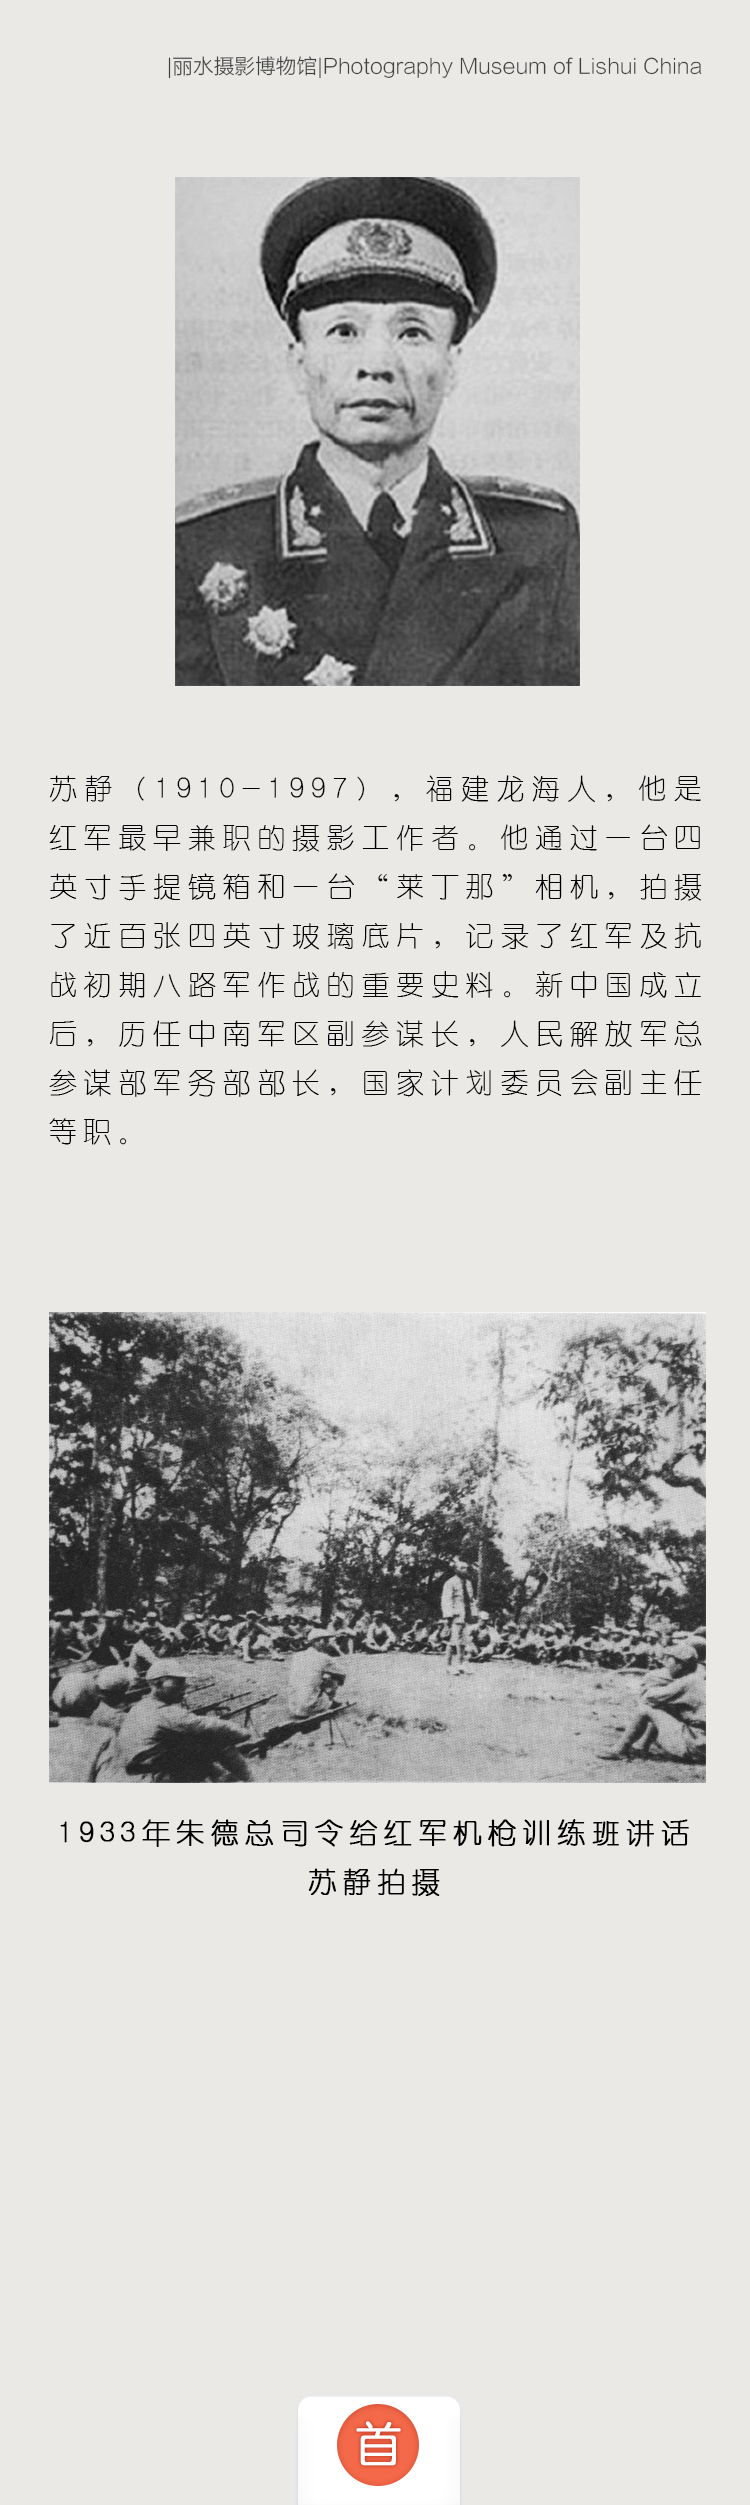 |丽水摄影博物馆|Photography Museum of Lishui China
苏静（1910-1997），福建龙海人，他是
红军最早兼职的摄影工作者。他通过一台四
英寸手提镜箱和一台“莱丁那”相机，拍摄
了近百张四英寸玻璃底片，记录了红军及抗
战初期八路军作战的重要史料。新中国成立
后，历任中南军区副参谋长，人民解放军总
参谋部军务部部长，国家计划委员会副主任
等职。
1933年朱德总司令给红军机枪训练班讲话
苏静拍摄
首